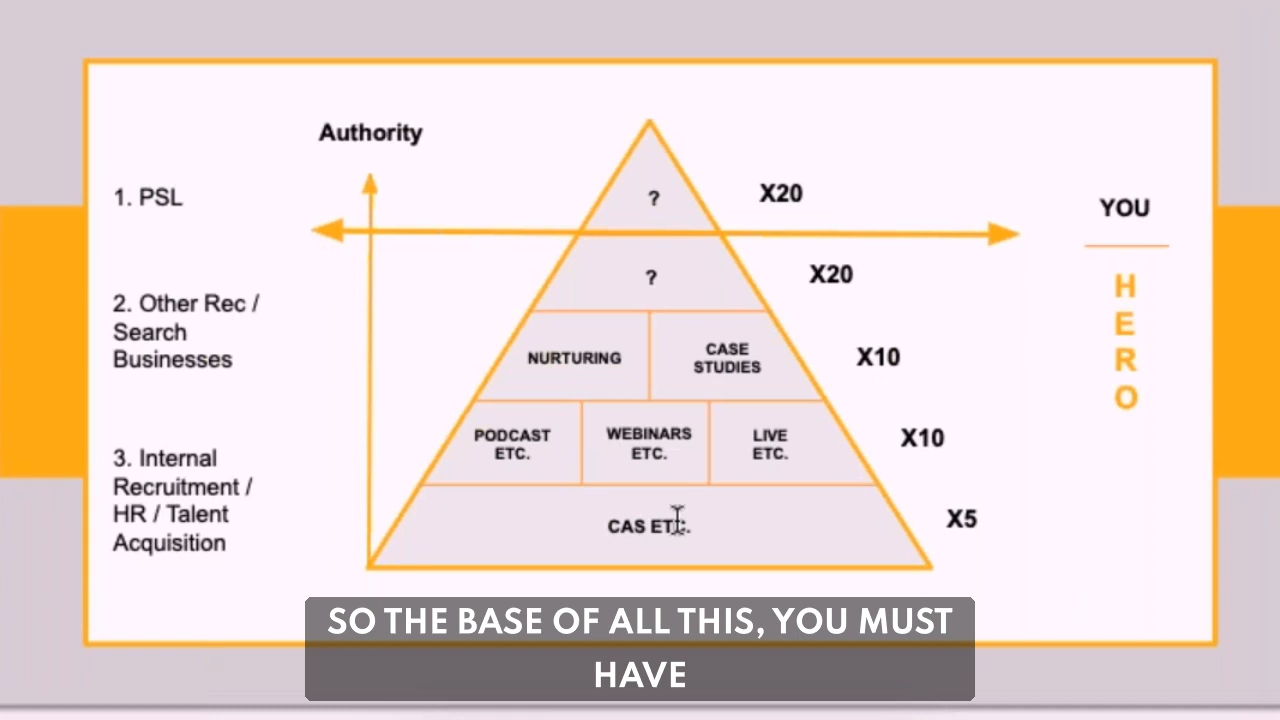 Authority
1. PSL
?
X20
YOU
2. Other Rec /
Search
Businesses
?
X20
H
E
R
O
NURTURING
CASE
STUDIES
X10
3. Internal
Recruitment /
HR / Talent
Acquisition
PODCAST
ETC.
WEBINARS
ETC.
LIVE
ETC.
X10
CAS ETC.
X5
SO THE BASE OF ALL THIS, YOU MUST
HAVE